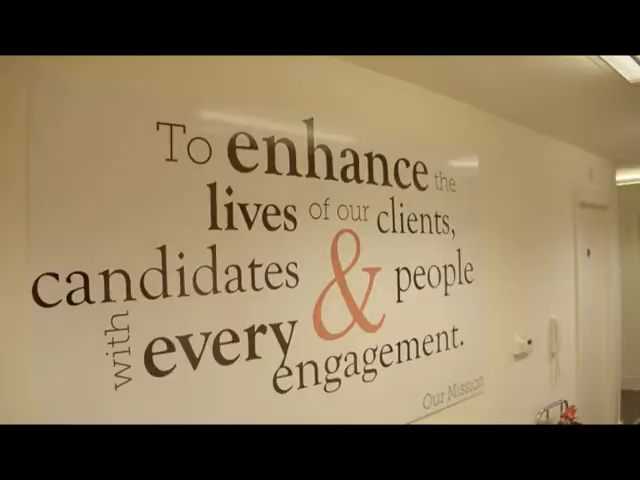 To enhance the
lives of our clients,
candidates & people
with every engagement.
Our Mission